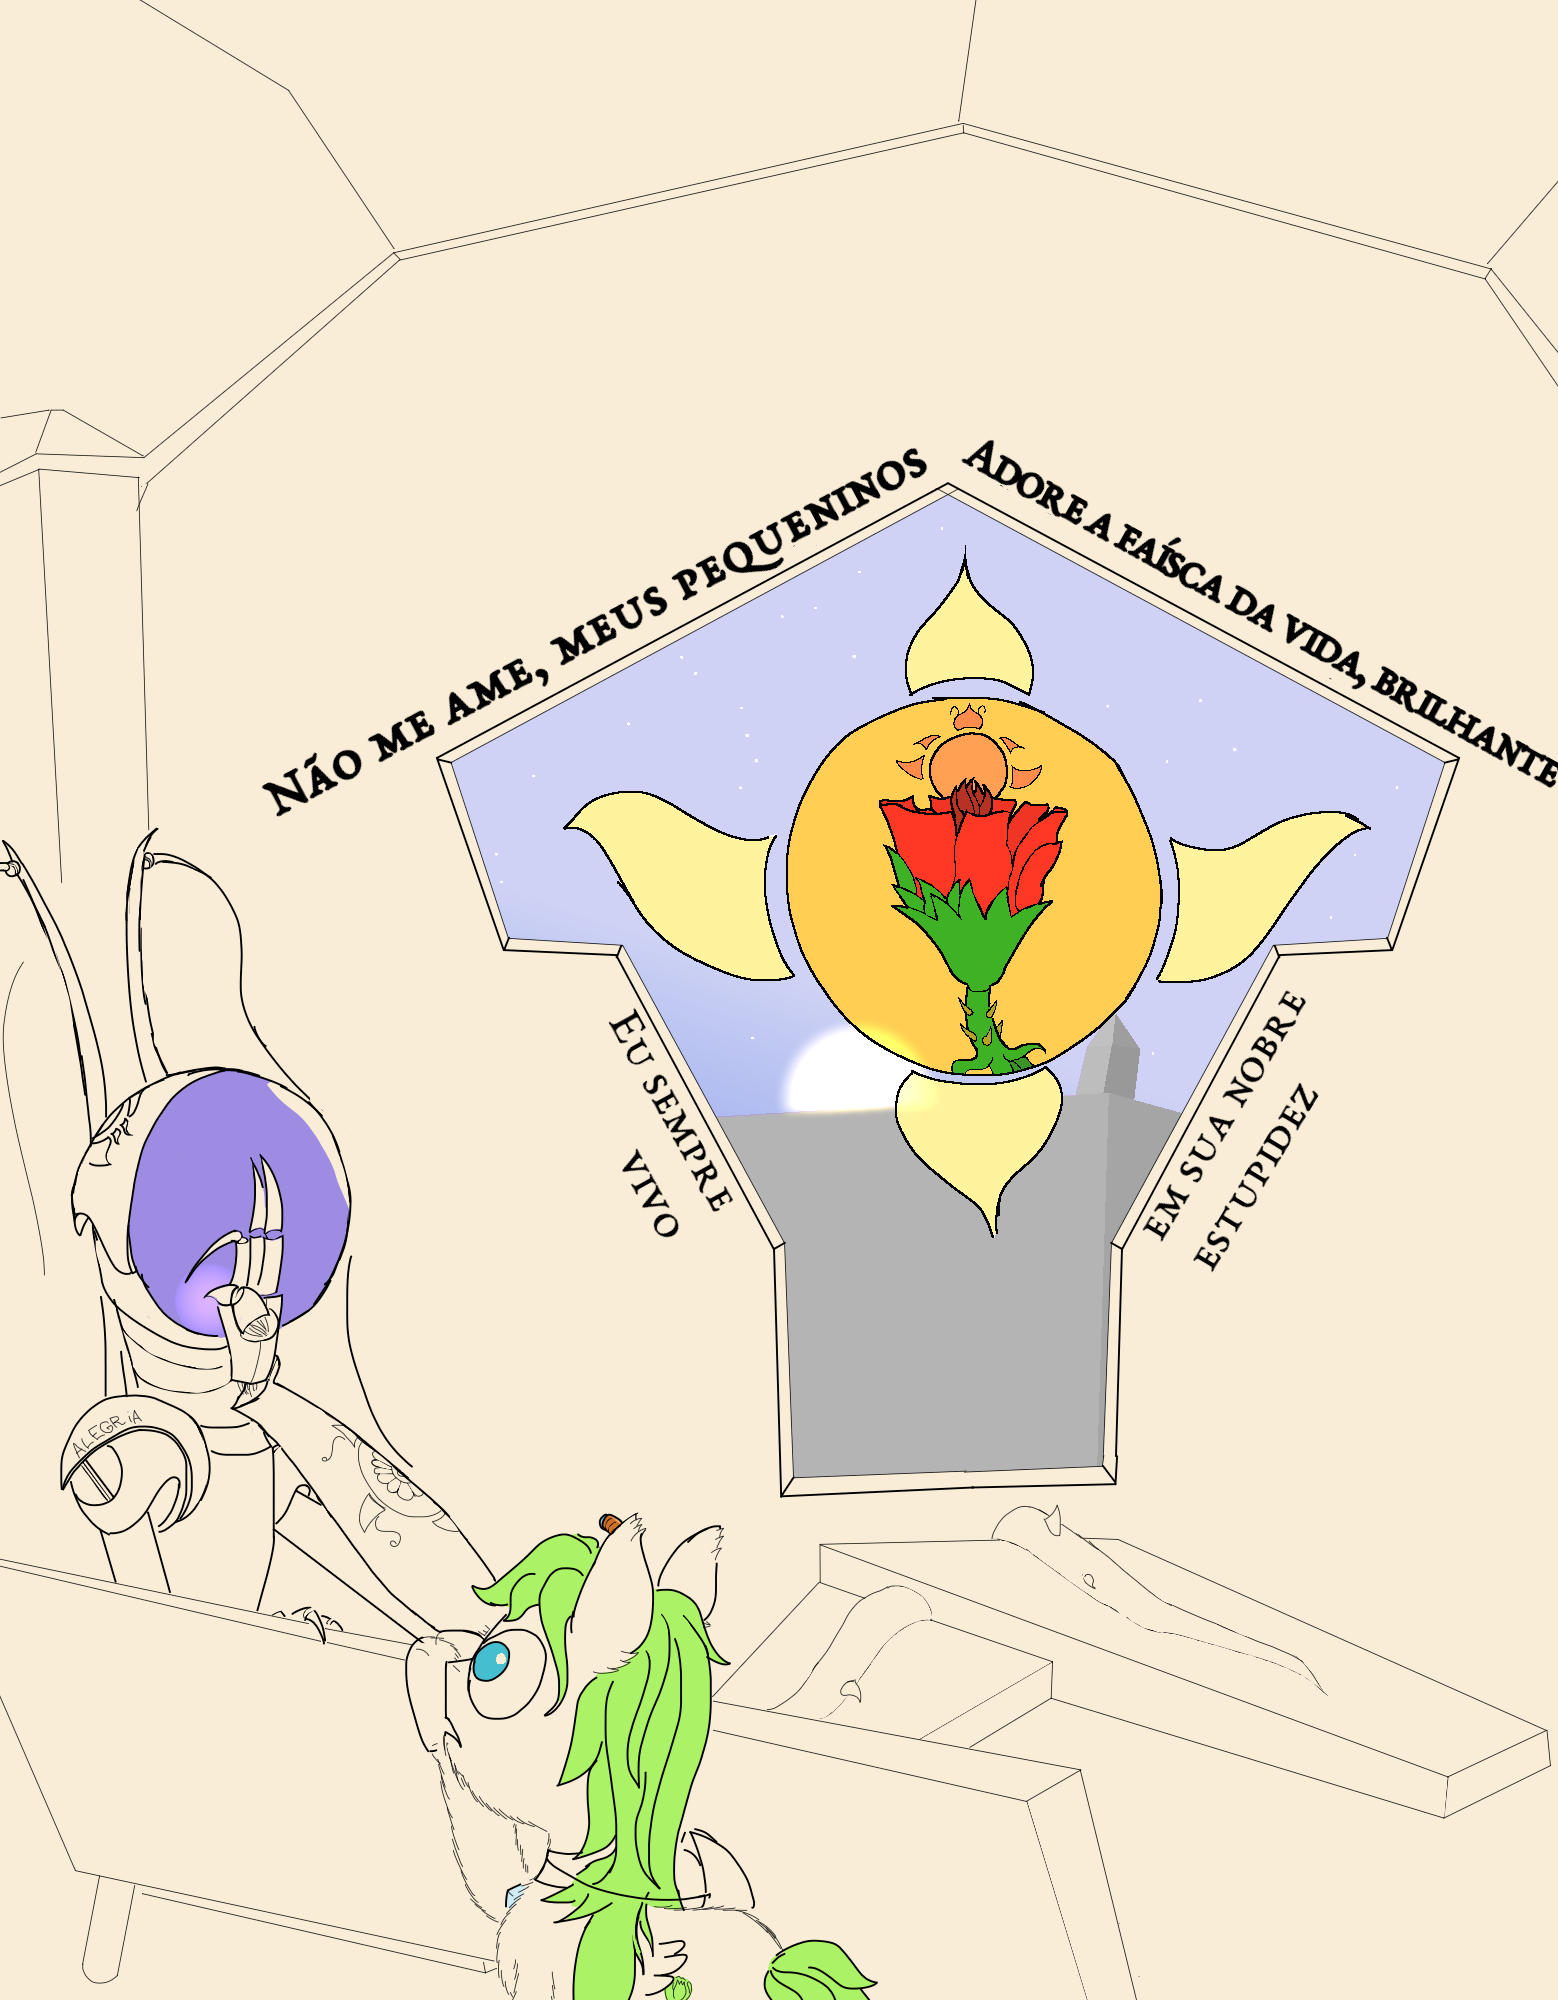 NÃO ME AME, MEUS PEQUENINOS
ADORE A FAÍSCA DA VIDA, BRILHANTE
EU SEMPRE
VIVO
EM SUA NOBRE
ESTUPIDEZ
ALEGRiA